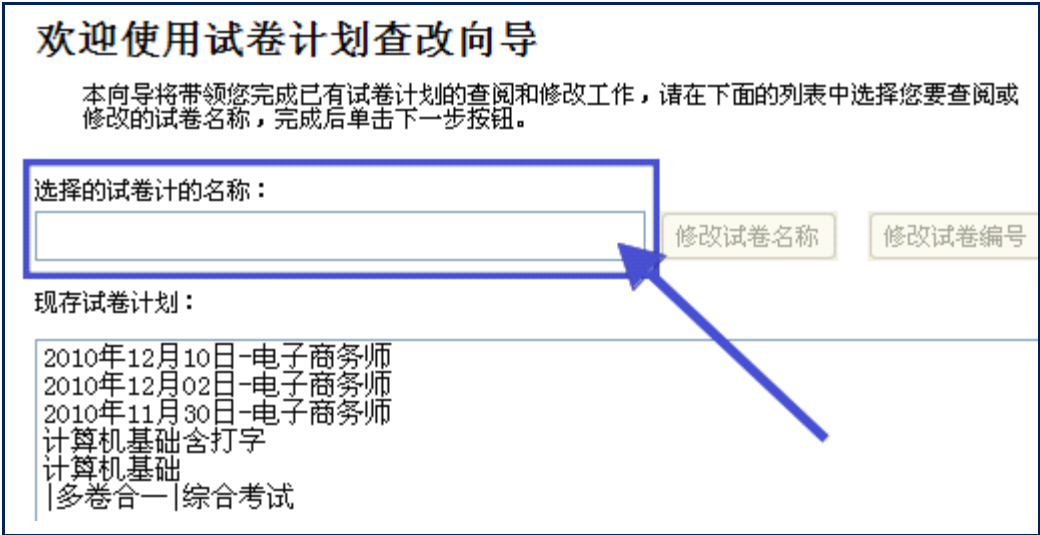 欢迎使用试卷计划查改向导
本向导将带领您完成已有试卷计划的查阅和修改工作，请在下面的列表中选择您要查阅或
修改的试卷名称，完成后单击下一步按钮。
选择的试卷计的名称：
修改试卷名称
修改试卷编号
现存试卷计划：
2010年12月10日-电子商务师
2010年12月02日-电子商务师
2010年11月30日-电子商务师
计算机基础含打字
计算机基础
|多卷合一|综合考试